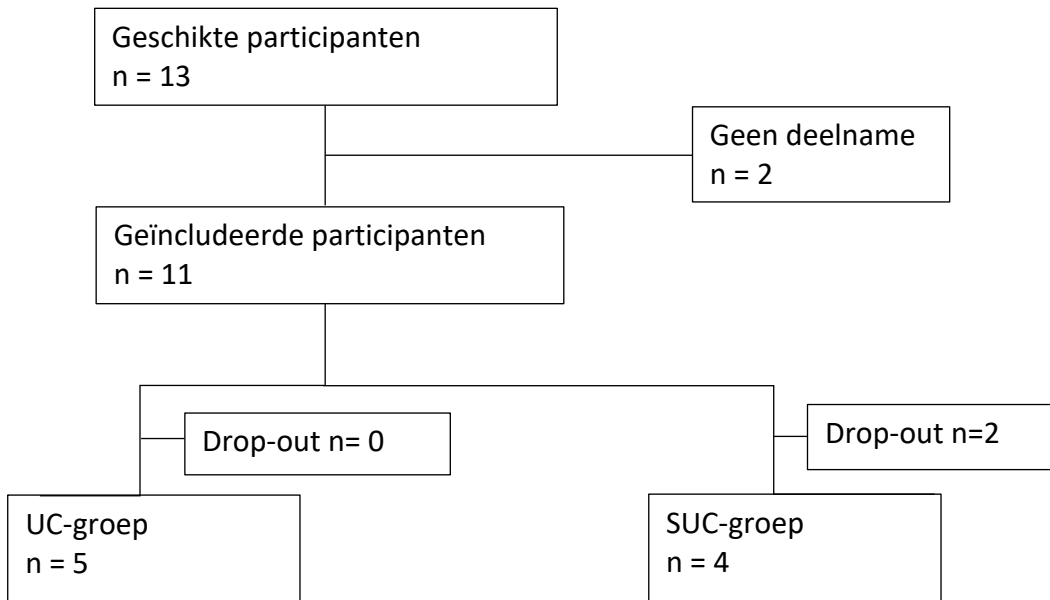 Geschikte participanten
n = 13
Geen deelname
n = 2
Geïncludeerde participanten
n = 11
Drop-out n= 0
Drop-out n=2
UC-groep
n = 5
SUC-groep
n = 4